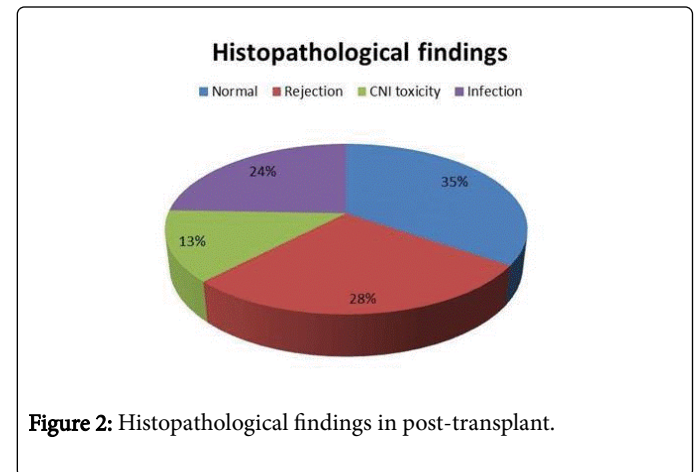 Histopathological findings
Normal Rejection CNI toxicity Infection
24%
35%
13%
28%
Figure 2: Histopathological findings in post-transplant.